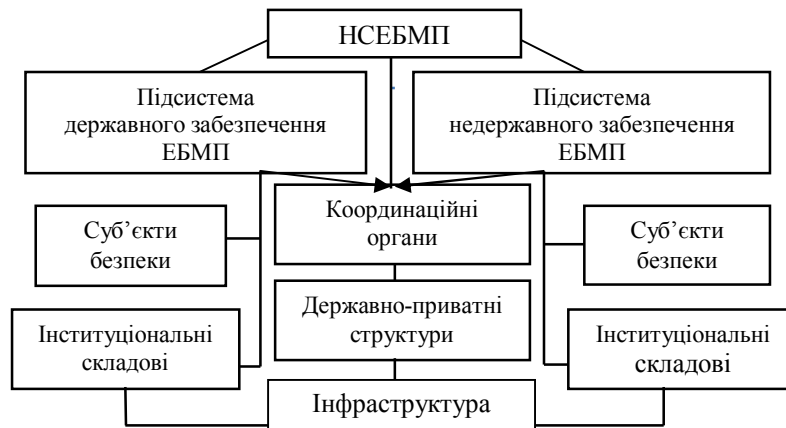 НСЕБМП
Підсистема
державного забезпечення
ЕБМП
Підсистема
недержавного забезпечення
ЕБМП
Координаційні
органи
Суб’єкти
безпеки
Суб’єкти
безпеки
Державно-приватні
структури
Інституціональні
складові
Інституціональні
складові
Інфраструктура